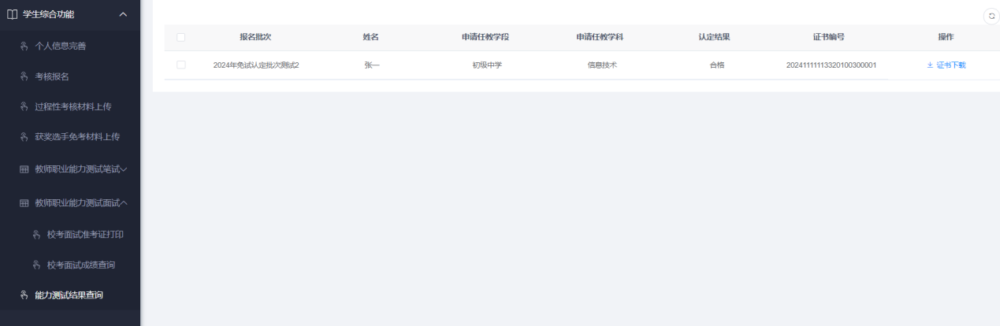 学生综合功能
个人信息完善
考核报名
过程性考核材料上传
获奖选手免考材料上传
教师职业能力测试笔试
教师职业能力测试面试
校考面试准考证打印
校考面试成绩查询
能力测试结果查询
报名批次 姓名 申请任教学段 申请任教学科 认定结果 证书编号 操作
2024年免试认定批次测试2 张一 初级中学 信息技术 合格 20241111113320100300001 证书下载